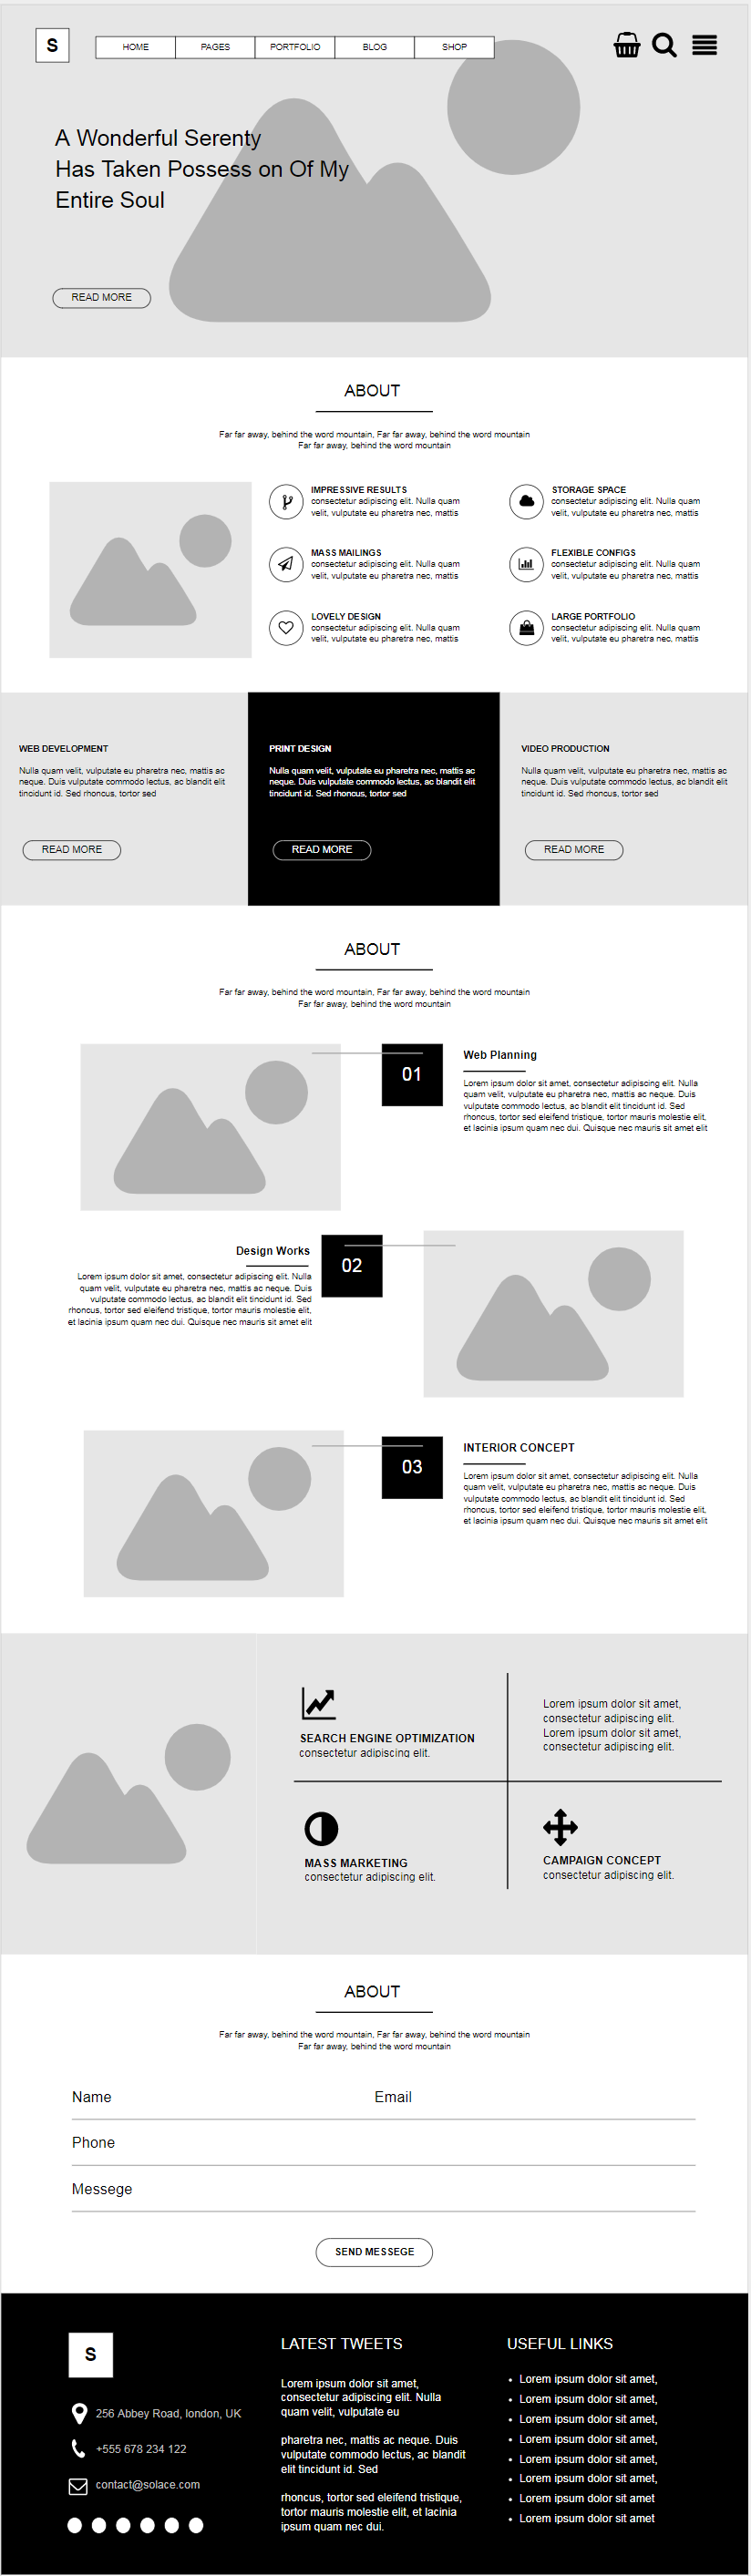 S
HOME
PAGES
PORTFOLIO
BLOG
SHOP
A Wonderful Serenty
Has Taken Possess on Of My
Entire Soul
READ MORE
ABOUT
Far far away, behind the word mountain, Far far away, behind the word mountain
Far far away, behind the word mountain
IMPRESSIVE RESULTS
consectetur adipiscing elit. Nulla quam
velit, vulputate eu pharetra nec, mattis
STORAGE SPACE
consectetur adipiscing elit. Nulla quam
velit, vulputate eu pharetra nec, mattis
MASS MAILINGS
consectetur adipiscing elit. Nulla quam
velit, vulputate eu pharetra nec, mattis
FLEXIBLE CONFIGS
consectetur adipiscing elit. Nulla quam
velit, vulputate eu pharetra nec, mattis
LOVELY DESIGN
consectetur adipiscing elit. Nulla quam
velit, vulputate eu pharetra nec, mattis
LARGE PORTFOLIO
consectetur adipiscing elit. Nulla quam
velit, vulputate eu pharetra nec, mattis
WEB DEVELOPMENT
Nulla quam velit, vulputate eu pharetra nec, mattis ac
neque. Duis vulputate commodo lectus, ac blandit elit
tincidunt id. Sed rhoncus, tortor sed
READ MORE
PRINT DESIGN
Nulla quam velit, vulputate eu pharetra nec, mattis ac
neque. Duis vulputate commodo lectus, ac blandit elit
tincidunt id. Sed rhoncus, tortor sed
READ MORE
VIDEO PRODUCTION
Nulla quam velit, vulputate eu pharetra nec, mattis ac
neque. Duis vulputate commodo lectus, ac blandit elit
tincidunt id. Sed rhoncus, tortor sed
READ MORE
ABOUT
Far far away, behind the word mountain, Far far away, behind the word mountain
Far far away, behind the word mountain
01
Web Planning
Lorem ipsum dolor sit amet, consectetur adipiscing elit. Nulla
quam velit, vulputate eu pharetra nec, mattis ac neque. Duis
vulputate commodo lectus, ac blandit elit tincidunt id. Sed
rhoncus, tortor sed eleifend tristique, tortor mauris molestie elit,
et lacinia ipsum quam nec dui. Quisque nec mauris sit amet elit
Design Works
Lorem ipsum dolor sit amet, consectetur adipiscing elit. Nulla
quam velit, vulputate eu pharetra nec, mattis ac neque. Duis
vulputate commodo lectus, ac blandit elit tincidunt id. Sed
rhoncus, tortor sed eleifend tristique, tortor mauris molestie elit,
et lacinia ipsum quam nec dui. Quisque nec mauris sit amet elit
02
03
INTERIOR CONCEPT
Lorem ipsum dolor sit amet, consectetur adipiscing elit. Nulla
quam velit, vulputate eu pharetra nec, mattis ac neque. Duis
vulputate commodo lectus, ac blandit elit tincidunt id. Sed
rhoncus, tortor sed eleifend tristique, tortor mauris molestie elit,
et lacinia ipsum quam nec dui. Quisque nec mauris sit amet elit
SEARCH ENGINE OPTIMIZATION
consectetur adipiscing elit.
Lorem ipsum dolor sit amet,
consectetur adipiscing elit.
Lorem ipsum dolor sit amet,
consectetur adipiscing elit.
MASS MARKETING
consectetur adipiscing elit.
CAMPAIGN CONCEPT
consectetur adipiscing elit.
ABOUT
Far far away, behind the word mountain, Far far away, behind the word mountain
Far far away, behind the word mountain
Name
Email
Phone
Messege
SEND MESSEGE
S
256 Abbey Road, london, UK
+555 678 234 122
contact@solace.com
LATEST TWEETS
Lorem ipsum dolor sit amet,
consectetur adipiscing elit. Nulla
quam velit, vulputate eu
pharetra nec, mattis ac neque. Duis
vulputate commodo lectus, ac blandit
elit tincidunt id. Sed
rhoncus, tortor sed eleifend tristique,
tortor mauris molestie elit, et lacinia
ipsum quam nec dui.
USEFUL LINKS
• Lorem ipsum dolor sit amet,
• Lorem ipsum dolor sit amet,
• Lorem ipsum dolor sit amet,
• Lorem ipsum dolor sit amet,
• Lorem ipsum dolor sit amet,
• Lorem ipsum dolor sit amet,
• Lorem ipsum dolor sit amet
• Lorem ipsum dolor sit amet